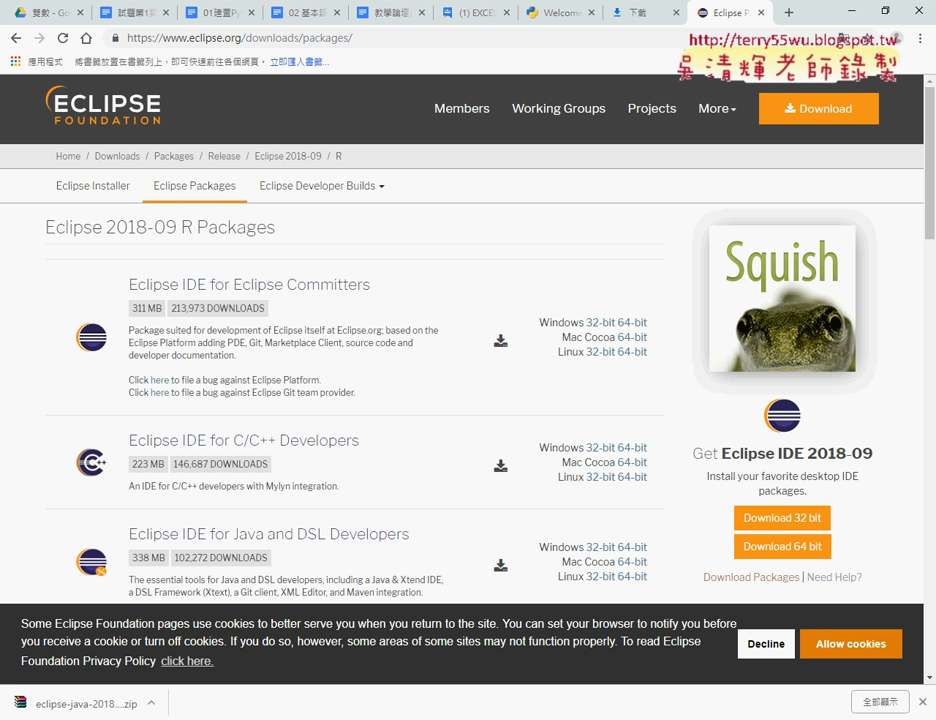 雙數 - Go
試題第1類
01建置Py
02 基本語
教學論壇
(1) EXCE
Welcome
下載
Eclipse P
https://www.eclipse.org/downloads/packages/
http://terry55wu.blogspot.tw
吳清輝老師錄製
應用程式 將書籤放置在書籤列上，即可快速前往各個網頁。 立即匯入書籤...
ECLIPSE
FOUNDATION
Members Working Groups Projects More Download
Home / Downloads / Packages / Release / Eclipse 2018-09 / R
Eclipse Installer Eclipse Packages Eclipse Developer Builds
Eclipse 2018-09 R Packages
Eclipse IDE for Eclipse Committers
311 MB 213,973 DOWNLOADS
Package suited for development of Eclipse itself at Eclipse.org; based on the
Eclipse Platform adding PDE, Git, Marketplace Client, source code and
developer documentation.
Click here to file a bug against Eclipse Platform.
Click here to file a bug against Eclipse Git team provider.
Windows 32-bit 64-bit
Mac Cocoa 64-bit
Linux 32-bit 64-bit
Eclipse IDE for C/C++ Developers
223 MB 146,687 DOWNLOADS
An IDE for C/C++ developers with Mylyn integration.
Windows 32-bit 64-bit
Mac Cocoa 64-bit
Linux 32-bit 64-bit
Eclipse IDE for Java and DSL Developers
338 MB 102,272 DOWNLOADS
The essential tools for Java and DSL developers, including a Java & Xtend IDE,
a DSL Framework (Xtext), a Git client, XML Editor, and Maven integration.
Windows 32-bit 64-bit
Mac Cocoa 64-bit
Linux 32-bit 64-bit
Squish
Get Eclipse IDE 2018-09
Install your favorite desktop IDE
packages.
Download 32 bit
Download 64 bit
Download Packages | Need Help?
Some Eclipse Foundation pages use cookies to better serve you when you return to the site. You can set your browser to notify you before
you receive a cookie or turn off cookies. If you do so, however, some areas of some sites may not function properly. To read Eclipse
Foundation Privacy Policy click here.
Decline
Allow cookies
eclipse-java-2018....zip
全部顯示